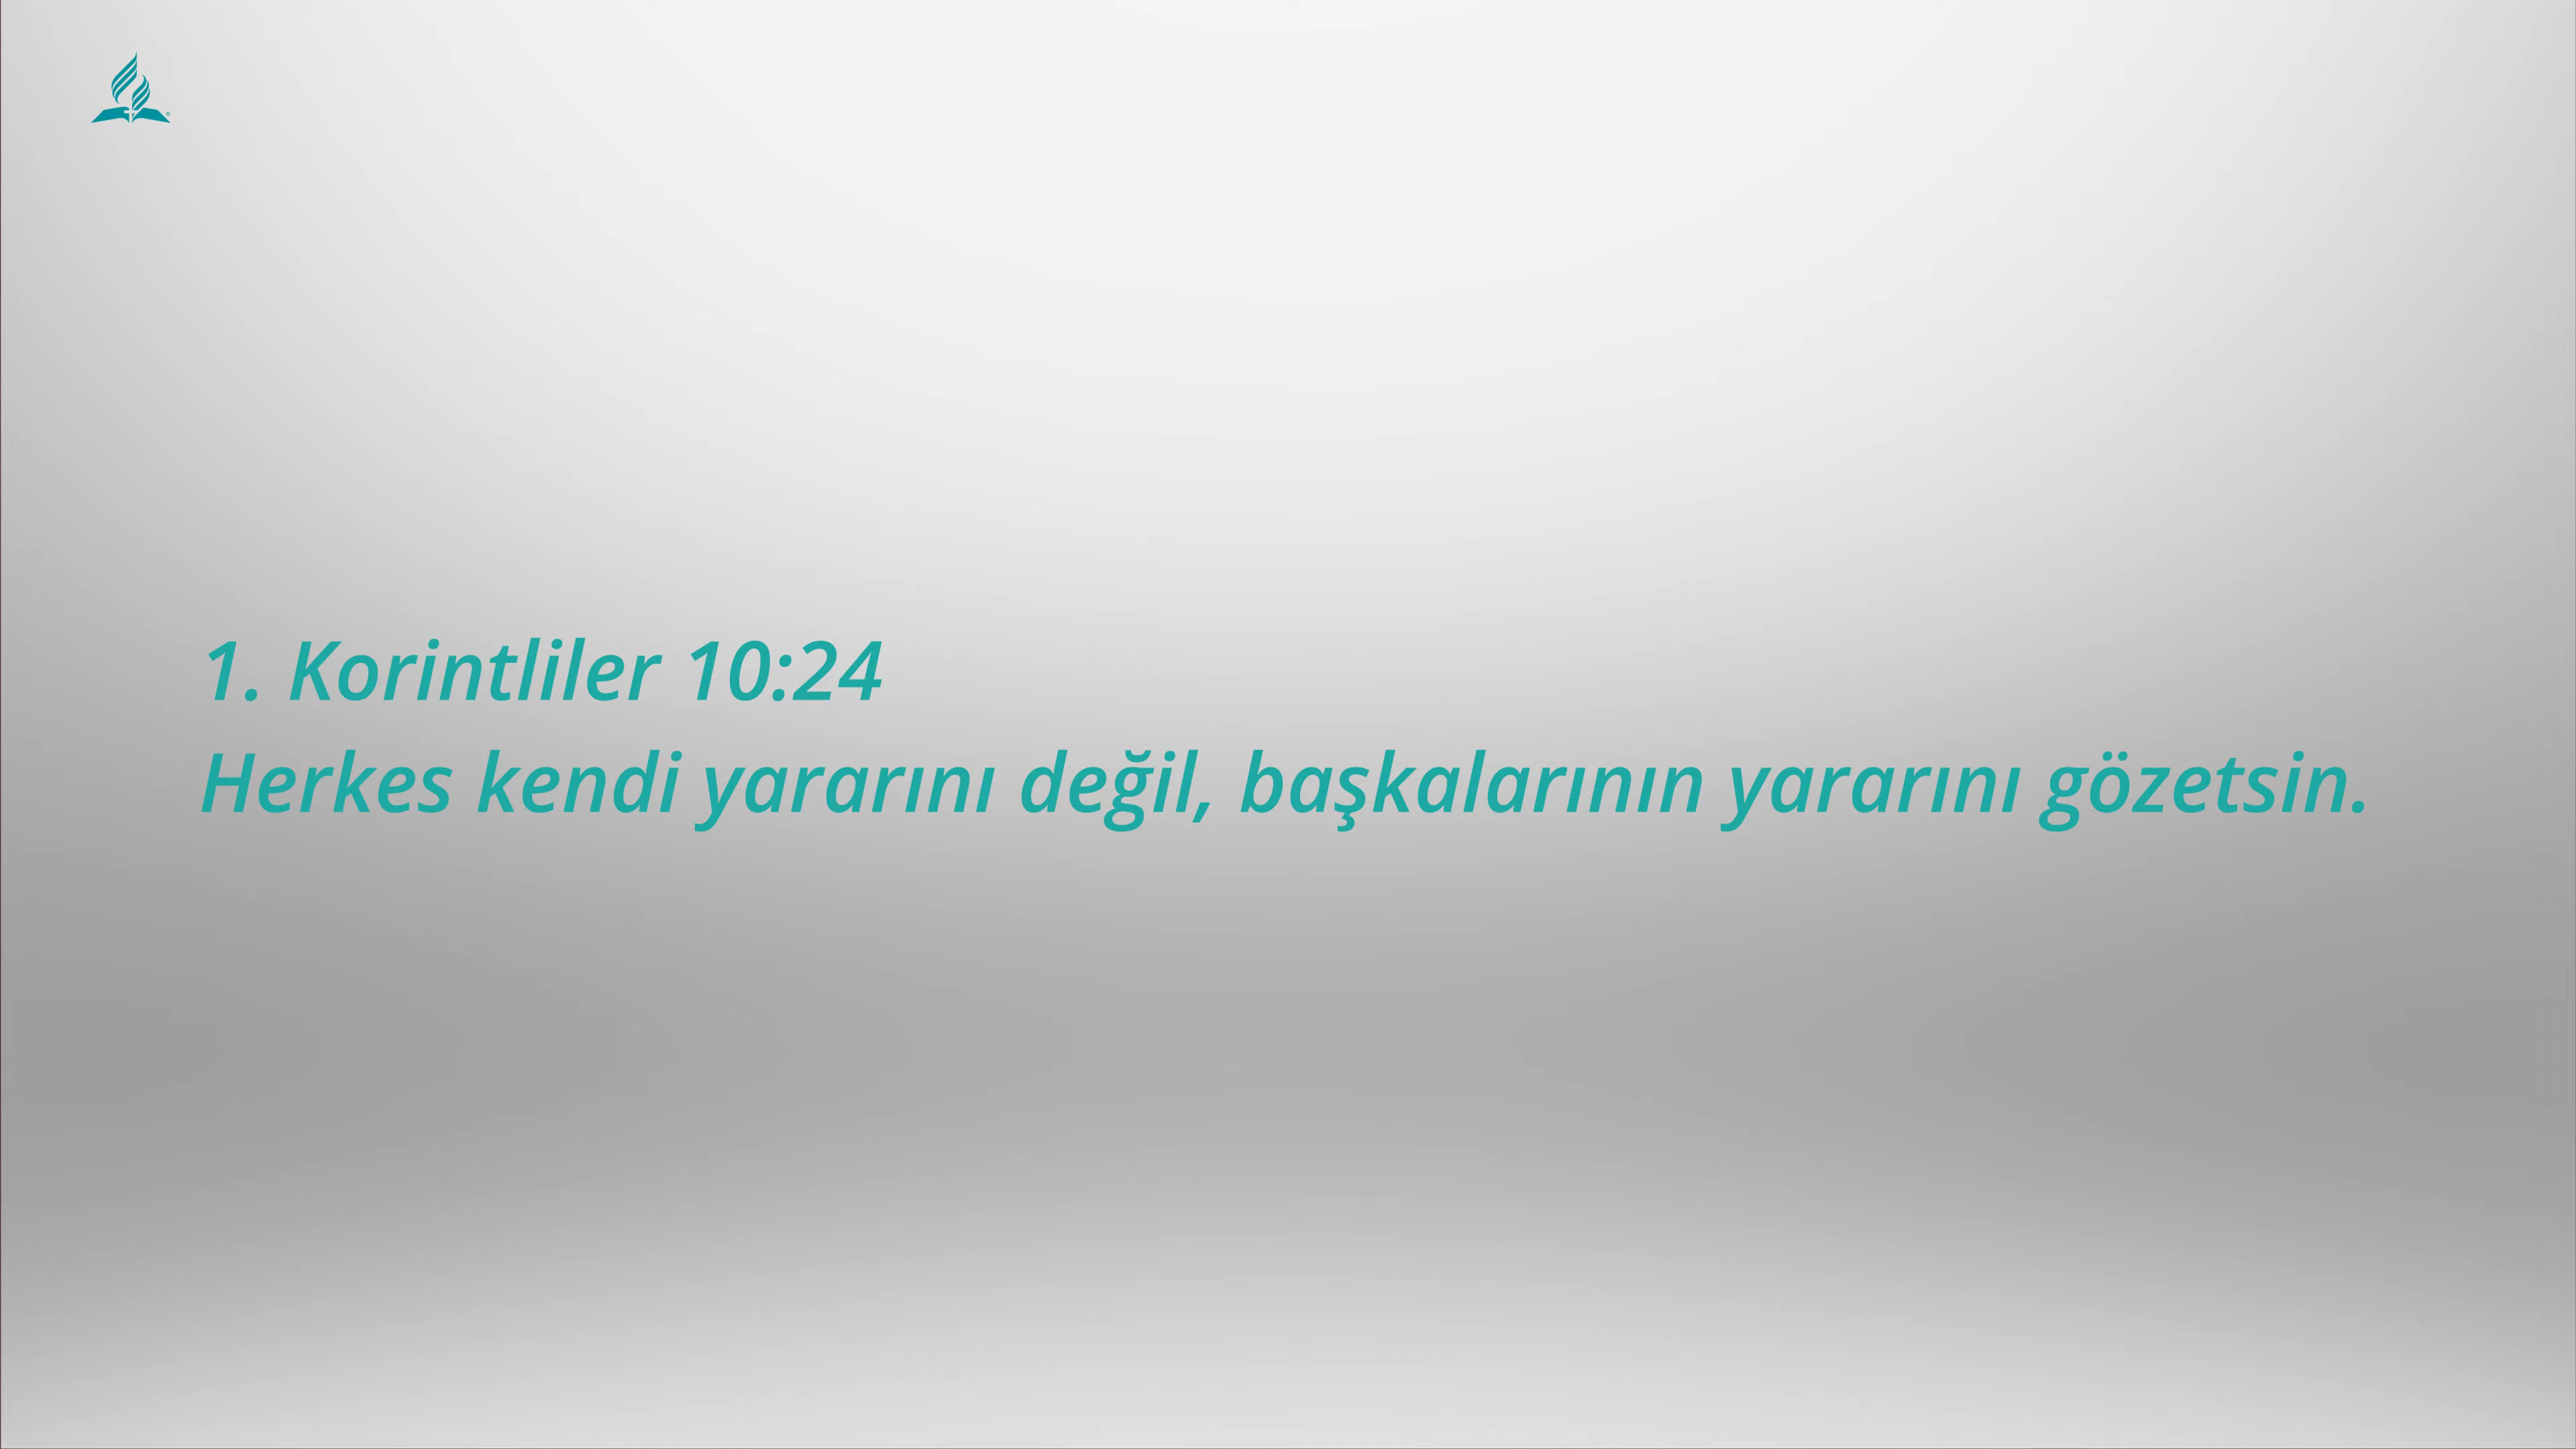 1. Korintliler 10:24
Herkes kendi yararını değil, başkalarının yararını gözetsin.